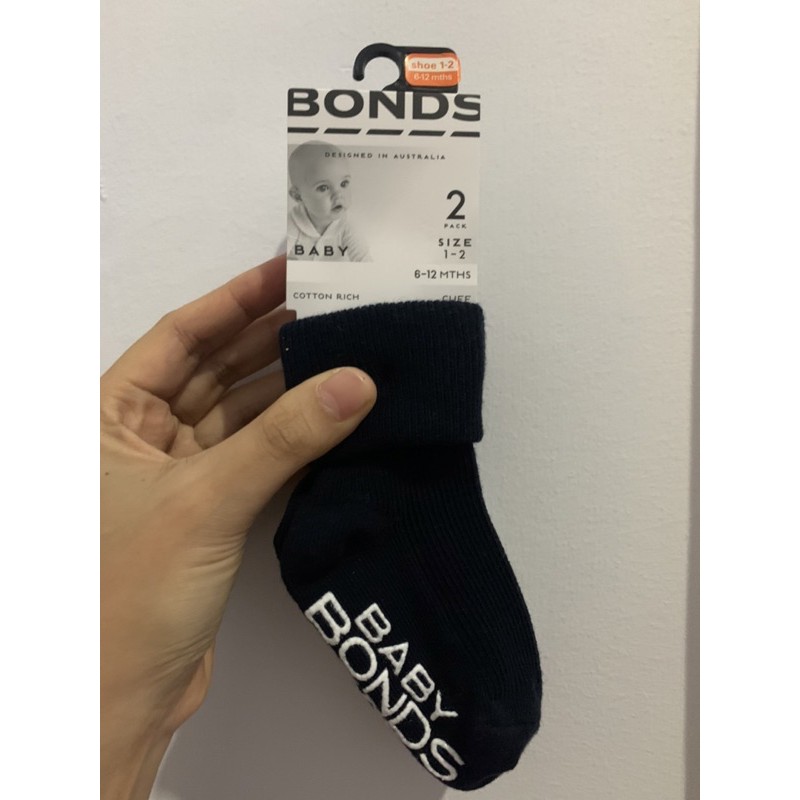 shoe 1-2
6-12 mths
BONDS
DESIGNED IN AUSTRALIA
2
PACK
SIZE
1-2
BABY
6-12 MTHS
COTTON RICH
CUFF
BABY
BONDS